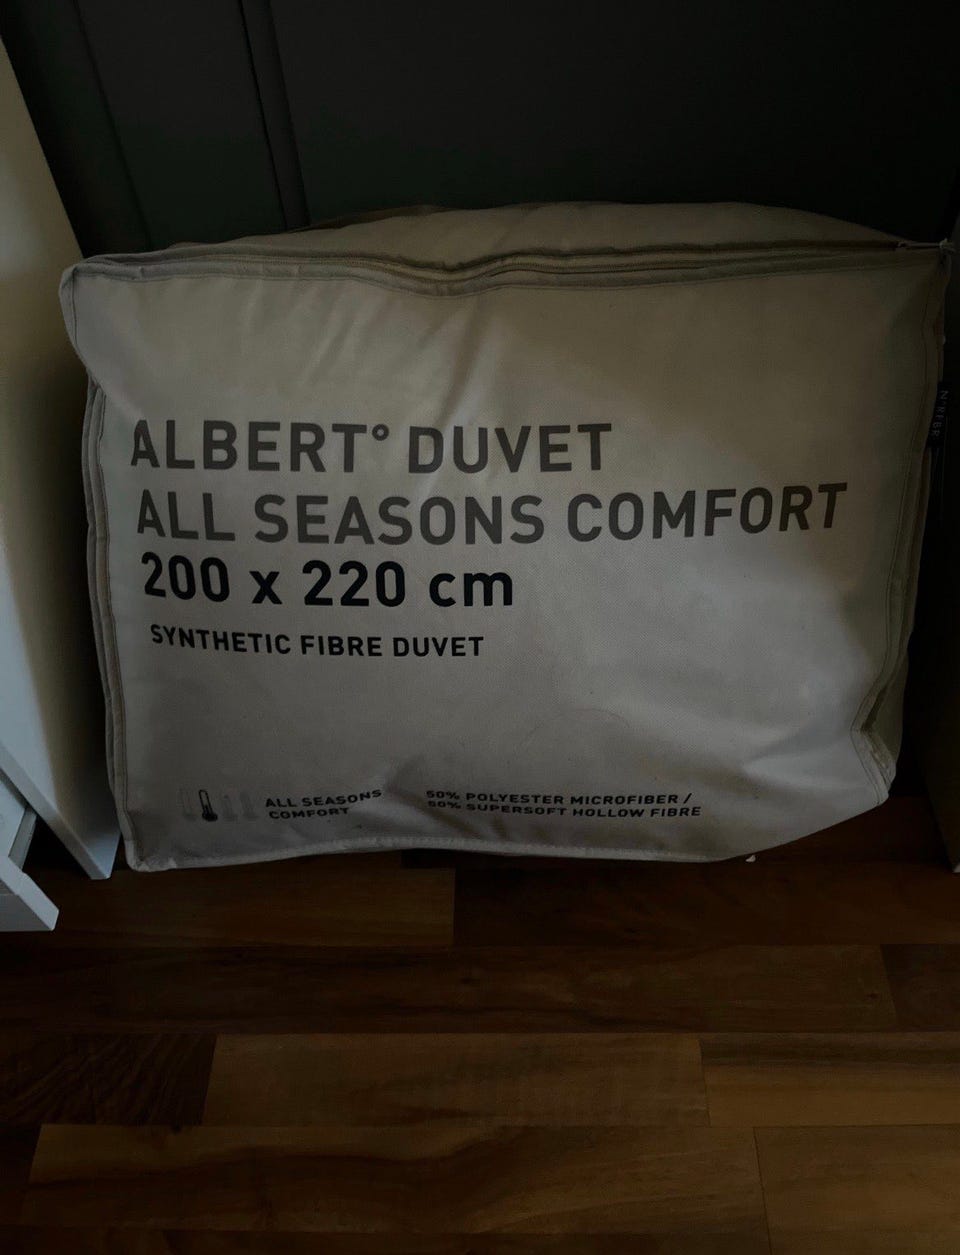 ALBERT° DUVET
ALL SEASONS COMFORT
200 x 220 cm
SYNTHETIC FIBRE DUVET
ALL SEASONS
COMFORT
50% POLYESTER MICROFIBER /
50% SUPERSOFT HOLLOW FIBRE